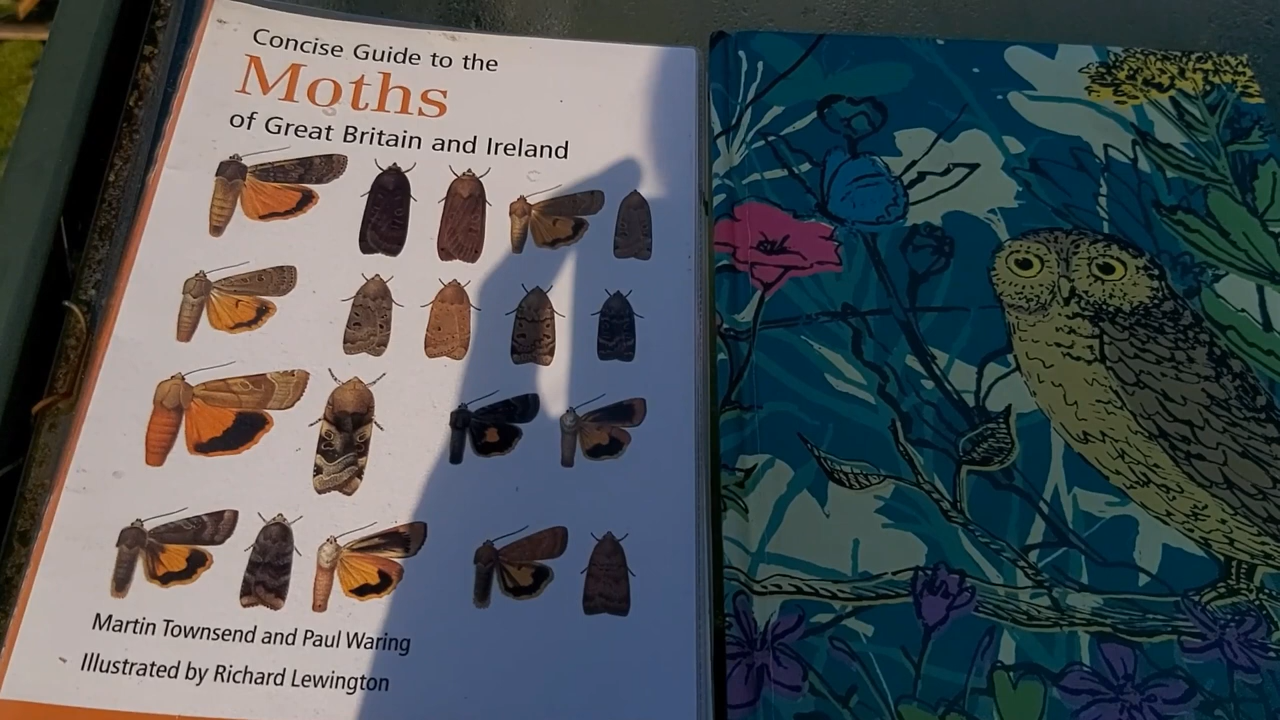 Concise Guide to the
Moths
of Great Britain and Ireland
Martin Townsend and Paul Waring
Illustrated by Richard Lewington